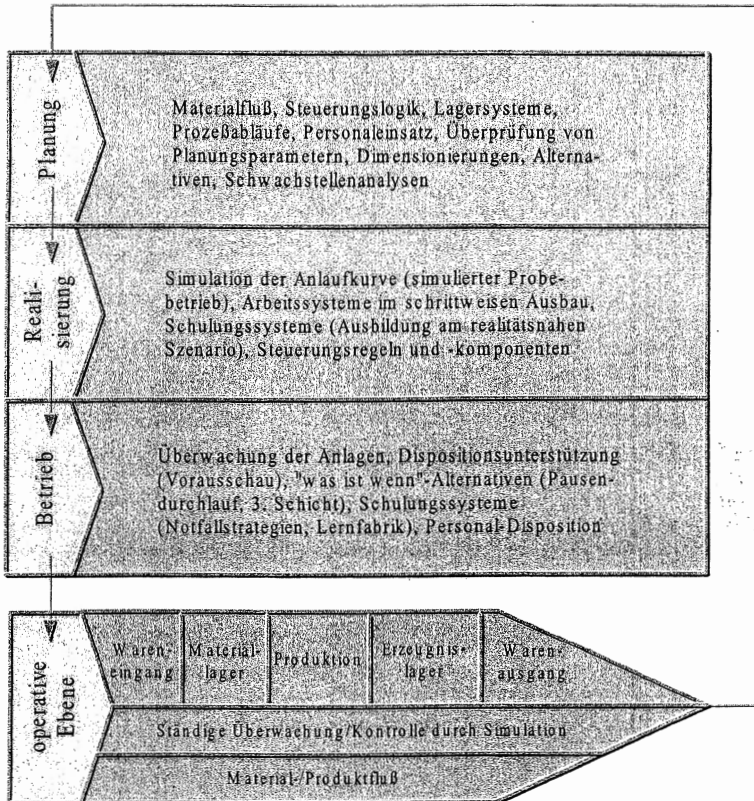 Planung
Materialfluß, Steuerungslogik, Lagersysteme,
Prozeßabläufe, Personaleinsatz, Überprüfung von
Planungsparametern, Dimensionierungen, Alterna-
tiven, Schwachstellenanalysen
Reali-
sierung
Simulation der Anlaufkurve (simulierter Probe-
betrieb), Arbeitssysteme im schrittweisen Ausbau,
Schulungssysteme (Ausbildung am realitätsnahen
Szenario), Steuerungsregeln und -komponenten
Betrieb
Überwachung der Anlagen, Dispositionsunterstützung
(Vorausschau), "was ist wenn"-Alternativen (Pausen-
durchlauf, 3. Schicht), Schulungssysteme
(Notfallstrategien, Lernfabrik), Personal-Disposition
operative
Ebene
Waren-
eingang
Material-
lager
Produktion
Erzeugnis-
lager
Waren-
ausgang
Ständige Überwachung/Kontrolle durch Simulation
Material-/Produktfluß